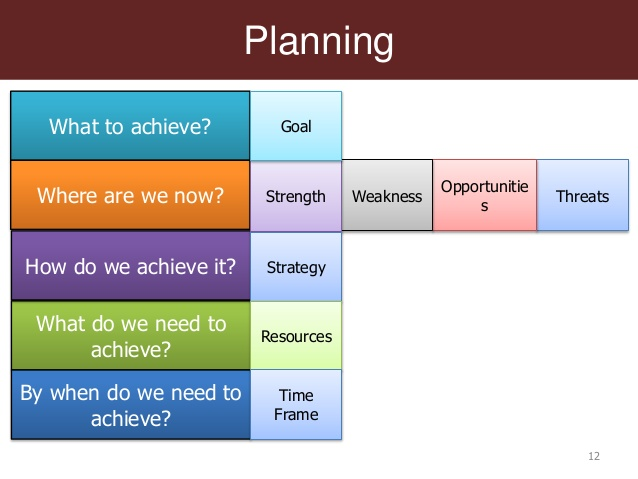 Planning
What to achieve?
Goal
Where are we now?
Strength
Weakness
Opportunitie
s
Threats
How do we achieve it?
Strategy
What do we need to
achieve?
Resources
By when do we need to
achieve?
Time
Frame
12